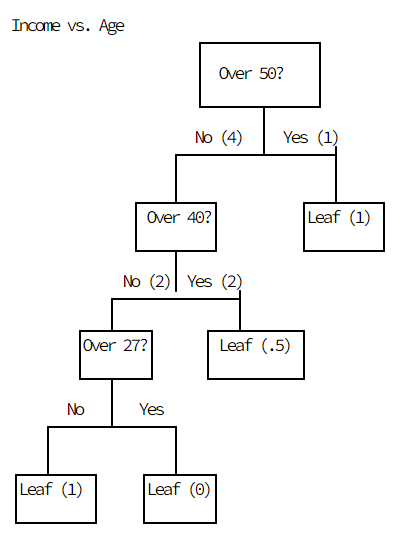 Income vs. Age
Over 50?
No (4) Yes (1)
Over 40? Leaf (1)
No (2) Yes (2)
Over 27? Leaf (.5)
No Yes
Leaf (1) Leaf (0)